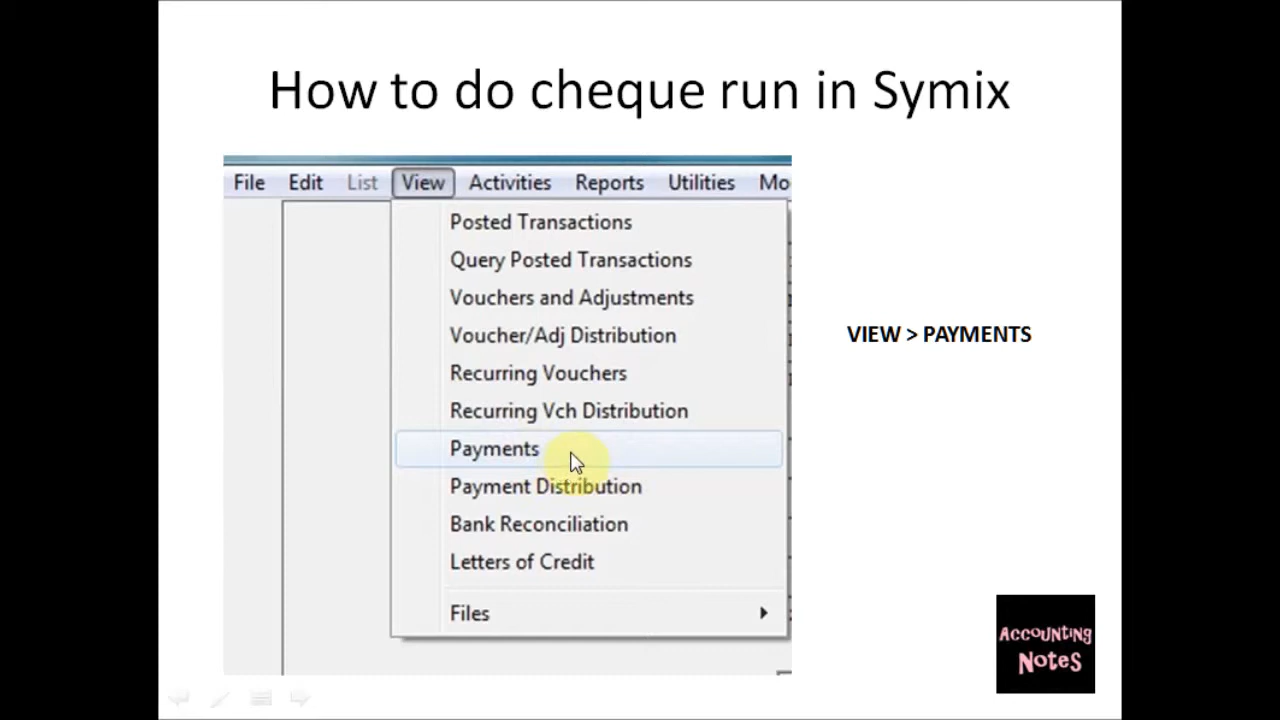 How to do cheque run in Symix
File Edit List View Activities Reports Utilities Mo
Posted Transactions
Query Posted Transactions
Vouchers and Adjustments
Voucher/Adj Distribution
VIEW > PAYMENTS
Recurring Vouchers
Recurring Vch Distribution
Payments
Payment Distribution
Bank Reconciliation
Letters of Credit
Files
Accounting
Notes